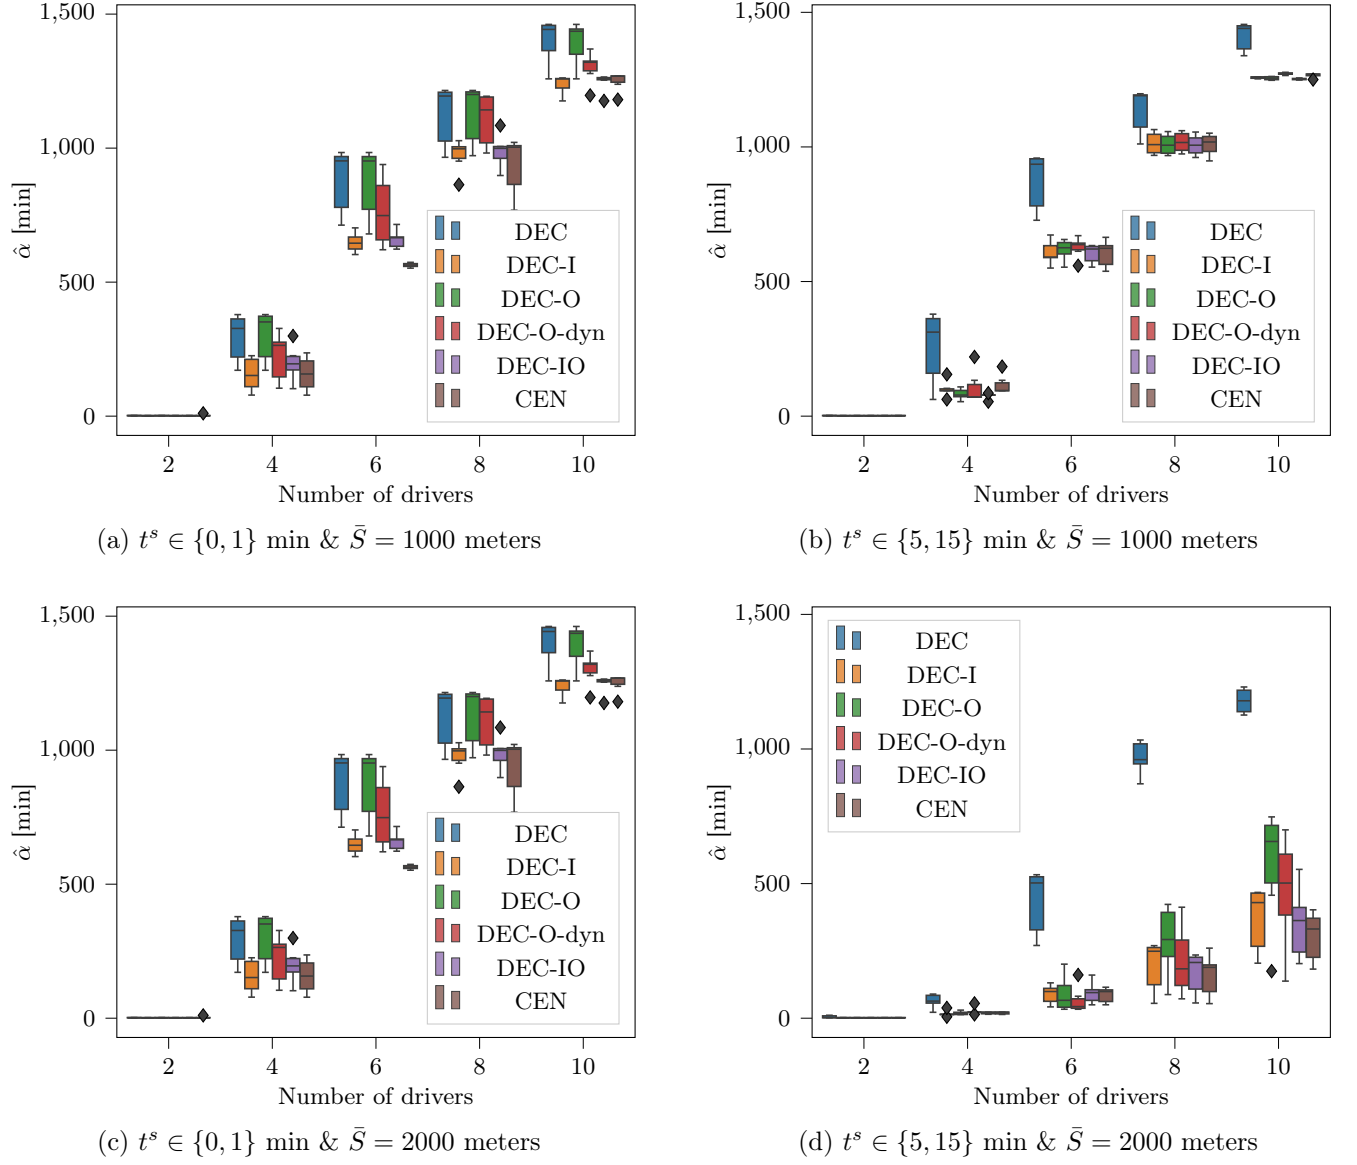 1,500
1,000
500
0
α̂ [min]
2 4 6 8 10
Number of drivers
DEC
DEC-I
DEC-O
DEC-O-dyn
DEC-IO
CEN
(a) t^s ∈ {0, 1} min & S̄ = 1000 meters
1,500
1,000
500
0
α̂ [min]
2 4 6 8 10
Number of drivers
DEC
DEC-I
DEC-O
DEC-O-dyn
DEC-IO
CEN
(b) t^s ∈ {5, 15} min & S̄ = 1000 meters
1,500
1,000
500
0
α̂ [min]
2 4 6 8 10
Number of drivers
DEC
DEC-I
DEC-O
DEC-O-dyn
DEC-IO
CEN
(c) t^s ∈ {0, 1} min & S̄ = 2000 meters
1,500
1,000
500
0
α̂ [min]
2 4 6 8 10
Number of drivers
DEC
DEC-I
DEC-O
DEC-O-dyn
DEC-IO
CEN
(d) t^s ∈ {5, 15} min & S̄ = 2000 meters